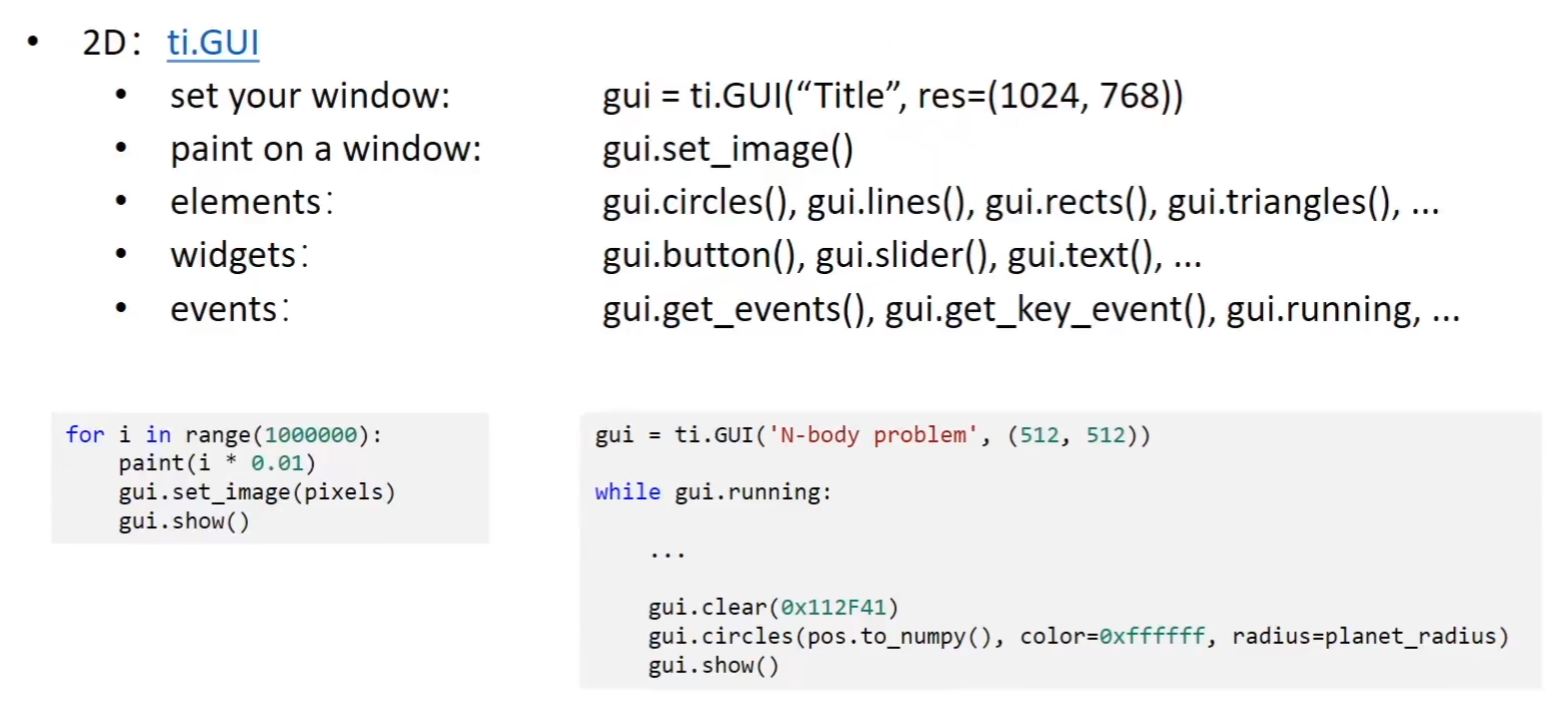 • 2D： ti.GUI
• set your window: gui = ti.GUI(“Title”, res=(1024, 768))
• paint on a window: gui.set_image()
• elements： gui.circles(), gui.lines(), gui.rects(), gui.triangles(), ...
• widgets： gui.button(), gui.slider(), gui.text(), ...
• events： gui.get_events(), gui.get_key_event(), gui.running, ...
for i in range(1000000):
    paint(i * 0.01)
    gui.set_image(pixels)
    gui.show()
gui = ti.GUI('N-body problem', (512, 512))
while gui.running:
    ...
    gui.clear(0x112F41)
    gui.circles(pos.to_numpy(), color=0xffffff, radius=planet_radius)
    gui.show()